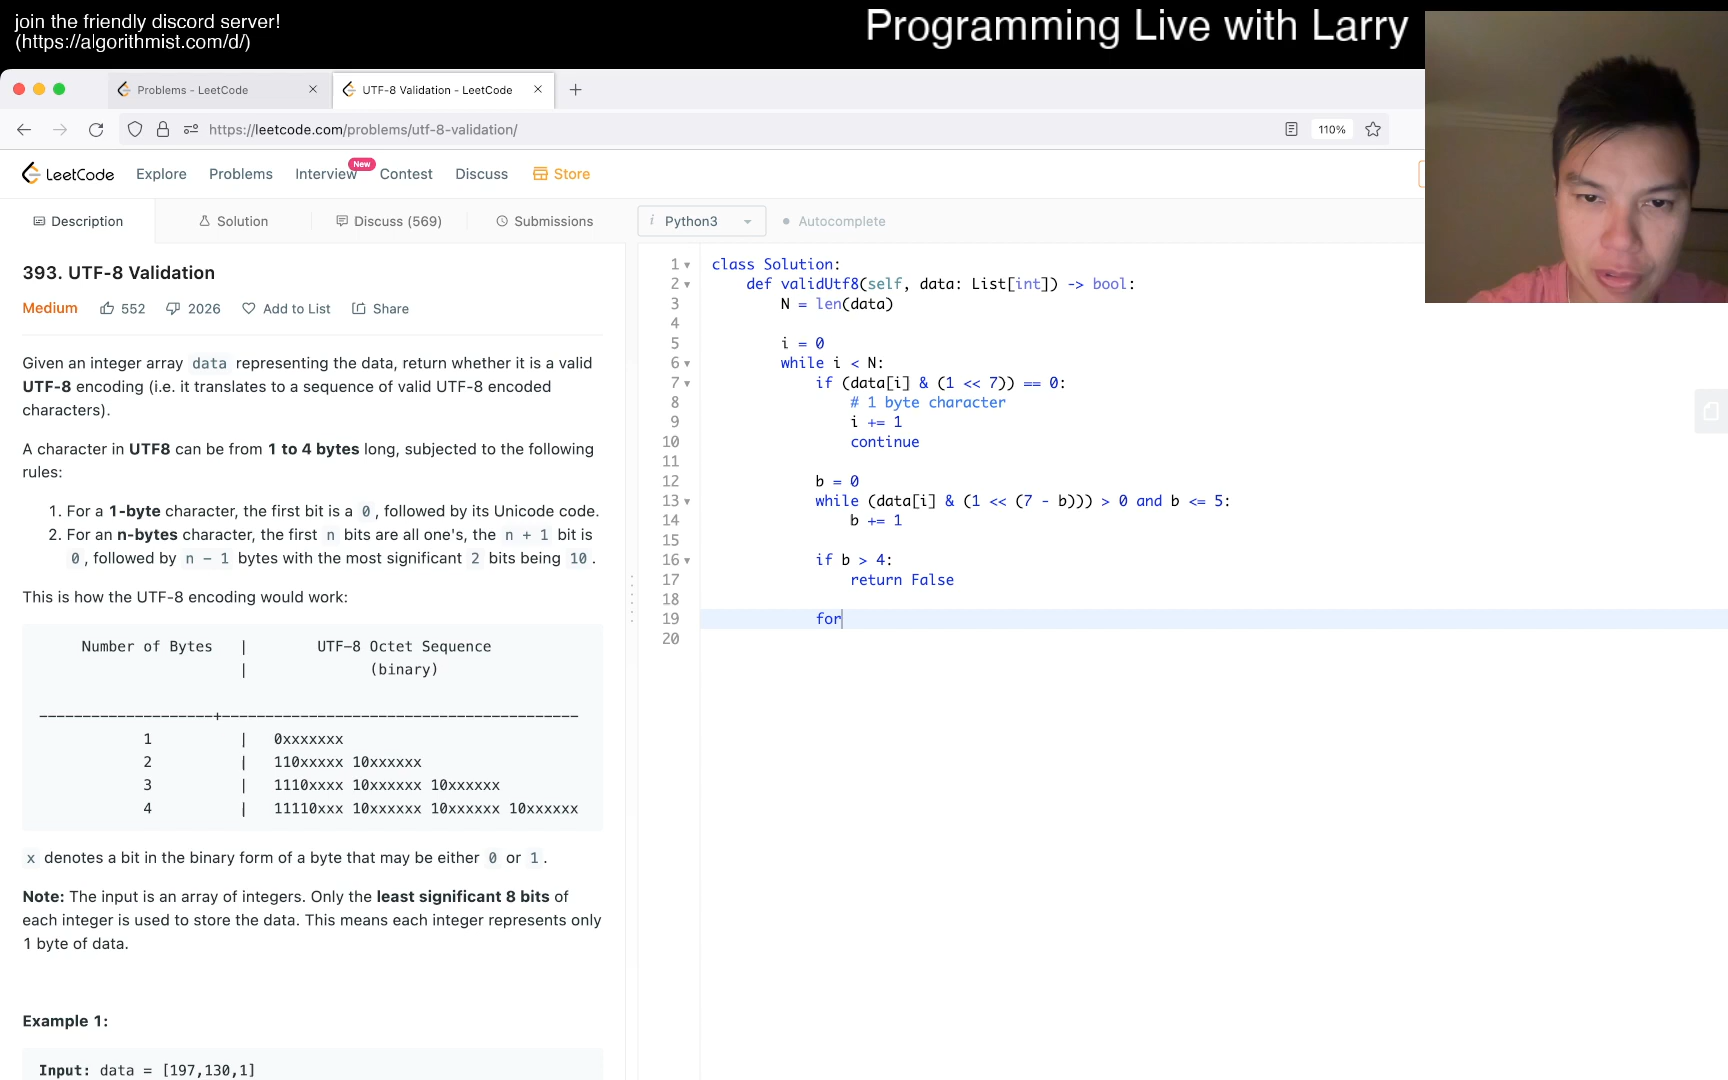 join the friendly discord server!
(https://algorithmist.com/d/)
Programming Live with Larry
Problems - LeetCode
UTF-8 Validation - LeetCode
https://leetcode.com/problems/utf-8-validation/
110%
LeetCode
Explore
Problems
Interview
New
Contest
Discuss
Store
Description
Solution
Discuss (569)
Submissions
i Python3
Autocomplete
393. UTF-8 Validation
Medium
552
2026
Add to List
Share
Given an integer array data representing the data, return whether it is a valid
UTF-8 encoding (i.e. it translates to a sequence of valid UTF-8 encoded
characters).
A character in UTF8 can be from 1 to 4 bytes long, subjected to the following
rules:
1. For a 1-byte character, the first bit is a 0, followed by its Unicode code.
2. For an n-bytes character, the first n bits are all one's, the n + 1 bit is
0, followed by n - 1 bytes with the most significant 2 bits being 10.
This is how the UTF-8 encoding would work:
Number of Bytes | UTF-8 Octet Sequence
| (binary)
--------------------+-----------------------------------------
1 | 0xxxxxxx
2 | 110xxxxx 10xxxxxx
3 | 1110xxxx 10xxxxxx 10xxxxxx
4 | 11110xxx 10xxxxxx 10xxxxxx 10xxxxxx
x denotes a bit in the binary form of a byte that may be either 0 or 1.
Note: The input is an array of integers. Only the least significant 8 bits of
each integer is used to store the data. This means each integer represents only
1 byte of data.
Example 1:
Input: data = [197,130,1]
1 class Solution:
2 def validUtf8(self, data: List[int]) -> bool:
3 N = len(data)
4
5 i = 0
6 while i < N:
7 if (data[i] & (1 << 7)) == 0:
8 # 1 byte character
9 i += 1
10 continue
11
12 b = 0
13 while (data[i] & (1 << (7 - b))) > 0 and b <= 5:
14 b += 1
15
16 if b > 4:
17 return False
18
19 for
20